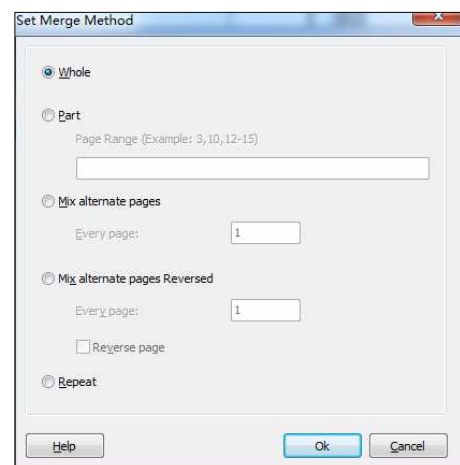 Set Merge Method
Whole
Part
Page Range (Example: 3,10,12-15)
Mix alternate pages
Every page: 1
Mix alternate pages Reversed
Every page: 1
Reverse page
Repeat
Help Ok Cancel